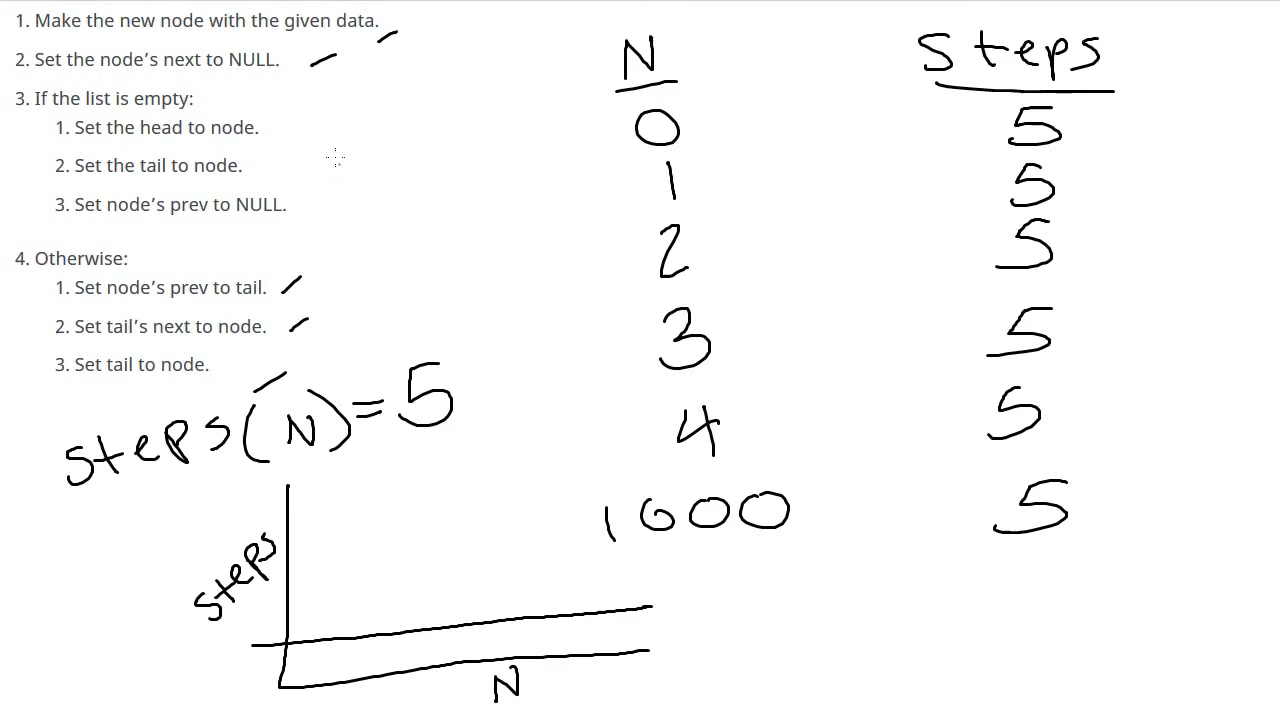 1. Make the new node with the given data.
2. Set the node’s next to NULL.
3. If the list is empty:
1. Set the head to node.
2. Set the tail to node.
3. Set node’s prev to NULL.
4. Otherwise:
1. Set node’s prev to tail.
2. Set tail’s next to node.
3. Set tail to node.
steps(N)=5
steps
N
N Steps
0 5
1 5
2 5
3 5
4 5
1000 5